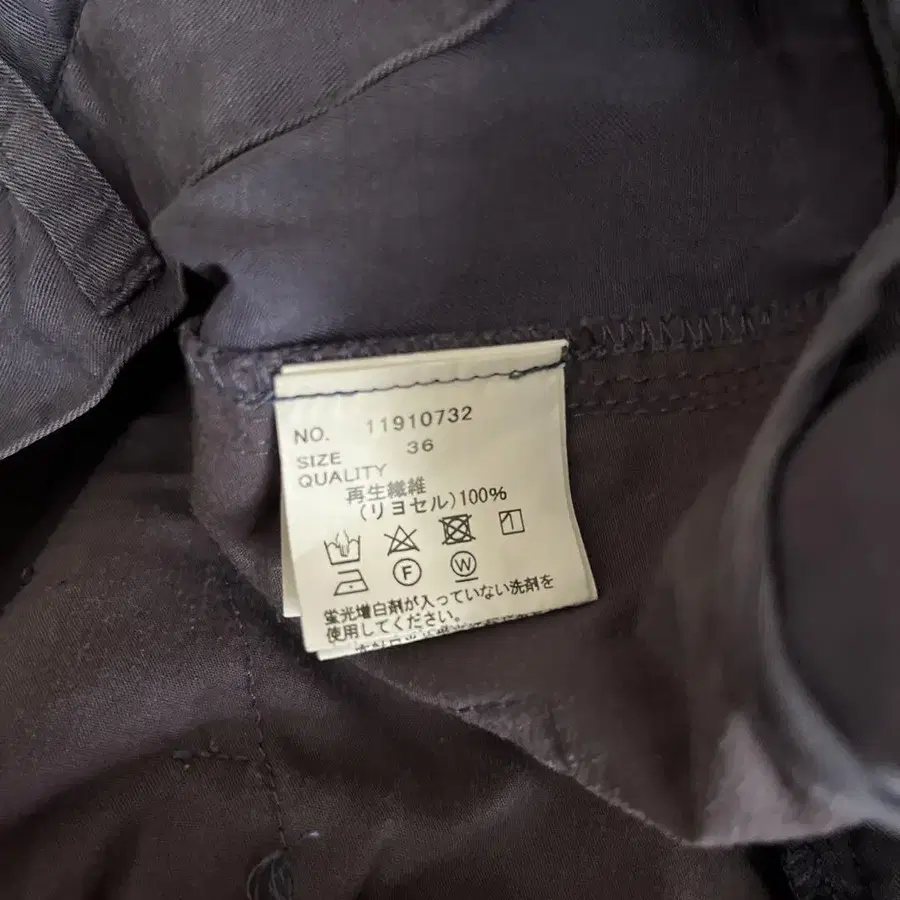 NO. 11910732
SIZE 36
QUALITY
再生繊維
(リヨセル)100%
F W
蛍光増白剤が入っていない洗剤を
使用してください。